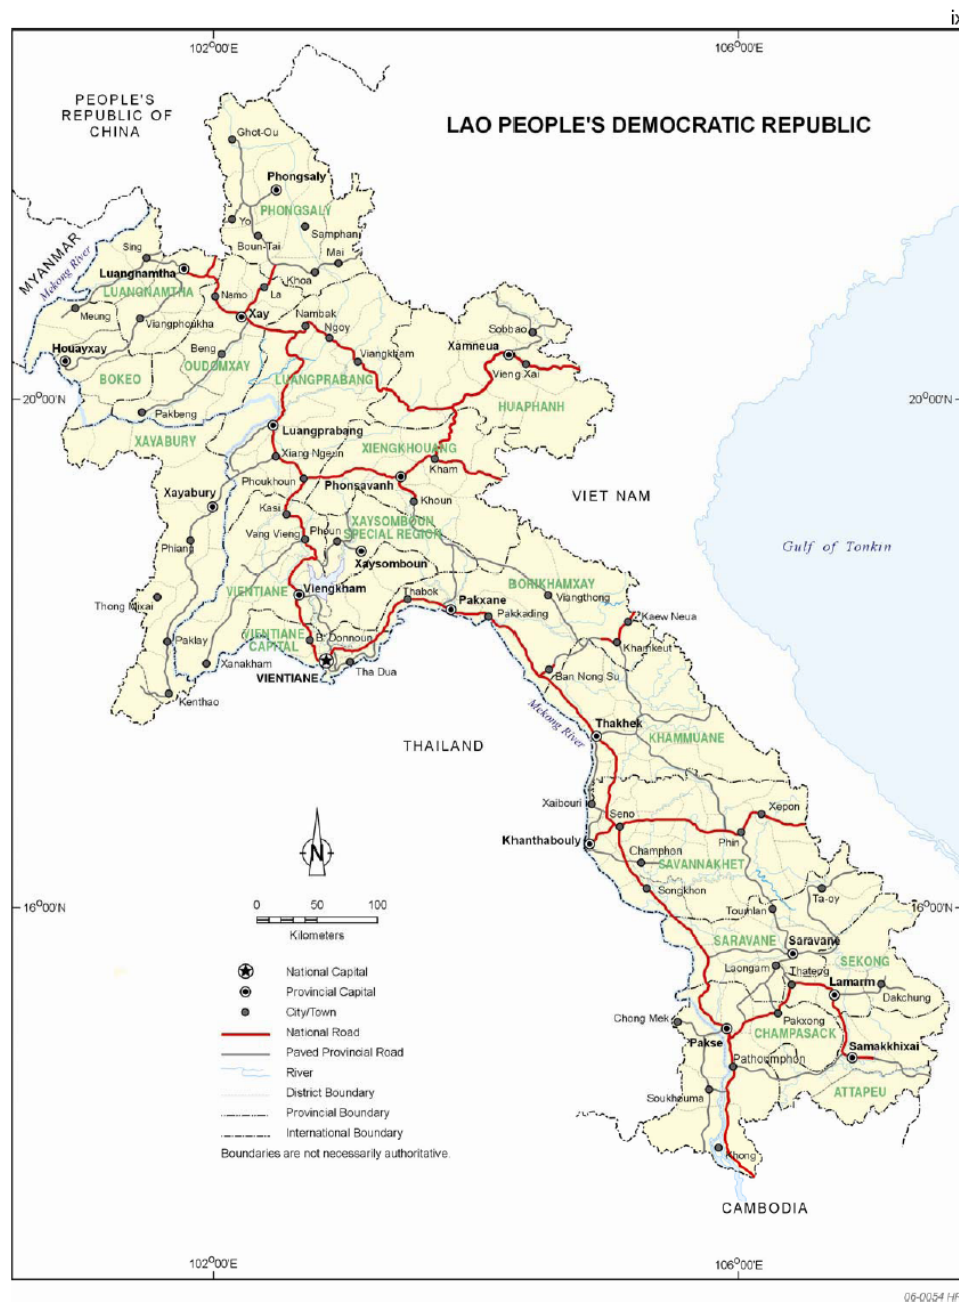 ix
102°00'E
106°00'E
PEOPLE'S
REPUBLIC OF
CHINA
LAO PEOPLE'S DEMOCRATIC REPUBLIC
Ghot-Ou
Phongsaly
PHONGSALY
Yo
Samphan
Boun-Tai
Mai
Khoa
MYANMAR
Mekong River
Sing
Luangnamtha
LUANGNAMTHA
Namo
La
Meung
Viangphoukha
Xay
Nambak
Ngoy
Houayxay
Beng
OUDOMXAY
Viangkham
BOKEO
LUANGPRABANG
Sobbao
Xamneua
Vieng Xai
HUAPHANH
20°00'N
20°00'N
Pakbeng
XAYABURY
Luangprabang
Xiang-Ngeun
XIENGKHOUANG
Kham
Phoukhoun
Phonsavanh
Xayabury
Kasi
Khoun
VIET NAM
XAYSOMBOUN
SPECIAL REGION
Phoun
Vang Vieng
Phiang
Xaysomboun
Gulf of Tonkin
BORIKHAMXAY
Viangthong
VIENTIANE
Viengkham
Thabok
Pakxane
Thong Mixai
Pakkading
Kaew Neua
VIENTIANE
CAPITAL
B. Donnoun
Khamkeut
Paklay
Xanakham
VIENTIANE
Tha Dua
Ban Nong Su
Kenthao
Mekong River
Thakhek
KHAMMUANE
THAILAND
Xaibouri
Seno
Xepon
Phin
Khanthabouly
Champhon
SAVANNAKHET
Songkhon
Ta-oy
Toumlan
16°00'N
16°00'N
N
0 50 100
Kilometers
SARAVANE
Saravane
SEKONG
Laongam
Thateng
Lamarm
Dakchung
Chong Mek
Pakxong
CHAMPASACK
Pakse
Samakkhixai
Pathoumphon
ATTAPEU
Soukhouma
Khong
CAMBODIA
National Capital
Provincial Capital
City/Town
National Road
Paved Provincial Road
River
District Boundary
Provincial Boundary
International Boundary
Boundaries are not necessarily authoritative.
102°00'E
106°00'E
06-0054 HR